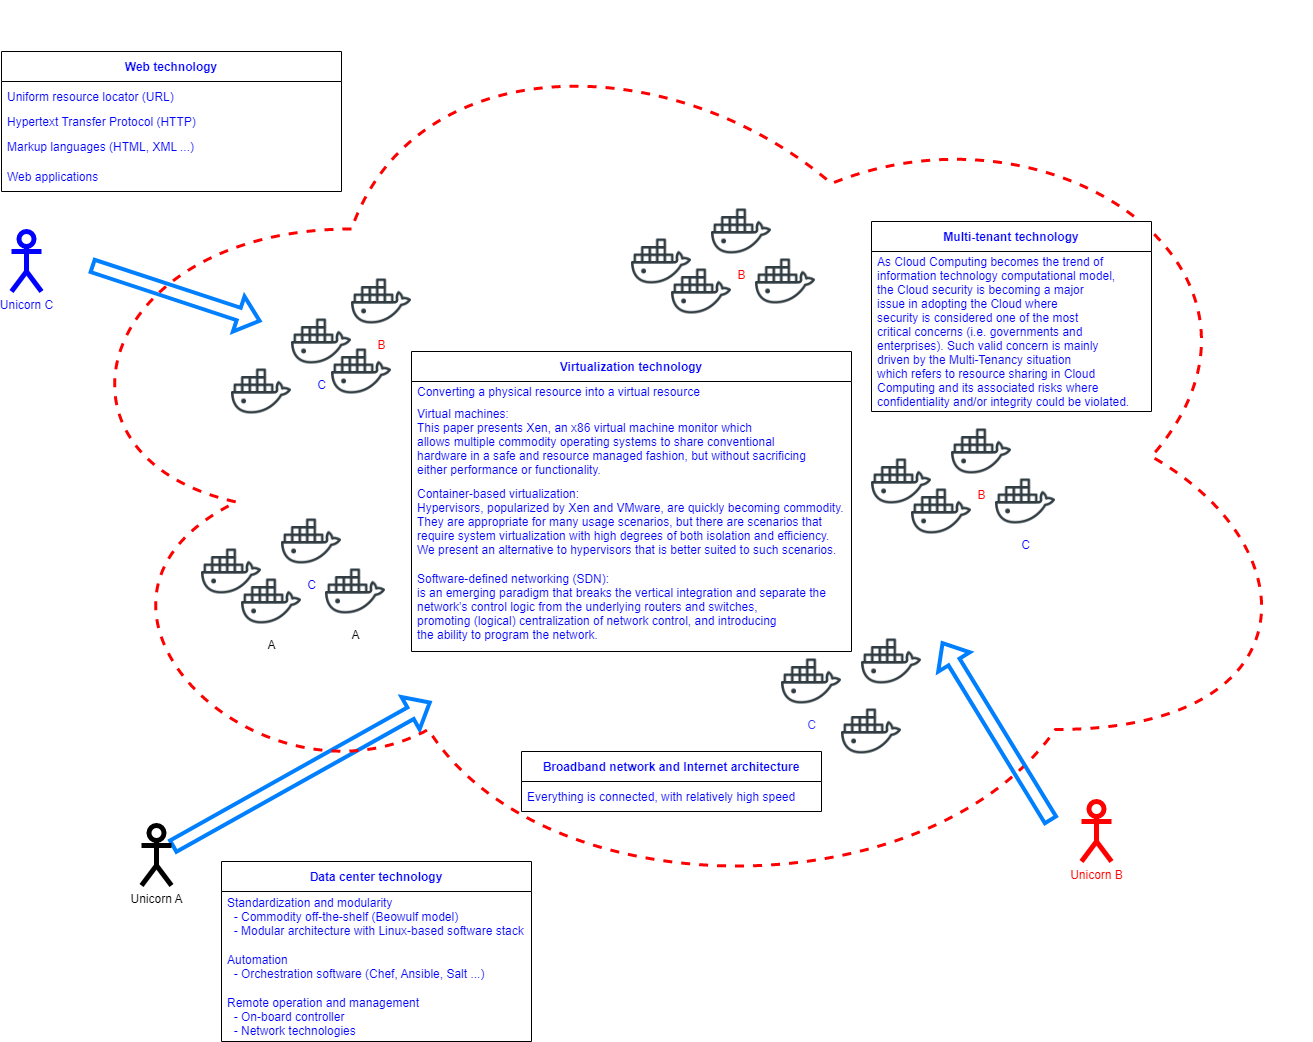 Web technology
Uniform resource locator (URL)
Hypertext Transfer Protocol (HTTP)
Markup languages (HTML, XML ...)
Web applications
Unicorn C
B
C
B
Multi-tenant technology
As Cloud Computing becomes the trend of
information technology computational model,
the Cloud security is becoming a major
issue in adopting the Cloud where
security is considered one of the most
critical concerns (i.e. governments and
enterprises). Such valid concern is mainly
driven by the Multi-Tenancy situation
which refers to resource sharing in Cloud
Computing and its associated risks where
confidentiality and/or integrity could be violated.
Virtualization technology
Converting a physical resource into a virtual resource
Virtual machines:
This paper presents Xen, an x86 virtual machine monitor which
allows multiple commodity operating systems to share conventional
hardware in a safe and resource managed fashion, but without sacrificing
either performance or functionality.
Container-based virtualization:
Hypervisors, popularized by Xen and VMware, are quickly becoming commodity.
They are appropriate for many usage scenarios, but there are scenarios that
require system virtualization with high degrees of both isolation and efficiency.
We present an alternative to hypervisors that is better suited to such scenarios.
Software-defined networking (SDN):
is an emerging paradigm that breaks the vertical integration and separate the
network's control logic from the underlying routers and switches,
promoting (logical) centralization of network control, and introducing
the ability to program the network.
B
C
C
A
A
C
Broadband network and Internet architecture
Everything is connected, with relatively high speed
Unicorn B
Unicorn A
Data center technology
Standardization and modularity
- Commodity off-the-shelf (Beowulf model)
- Modular architecture with Linux-based software stack
Automation
- Orchestration software (Chef, Ansible, Salt ...)
Remote operation and management
- On-board controller
- Network technologies